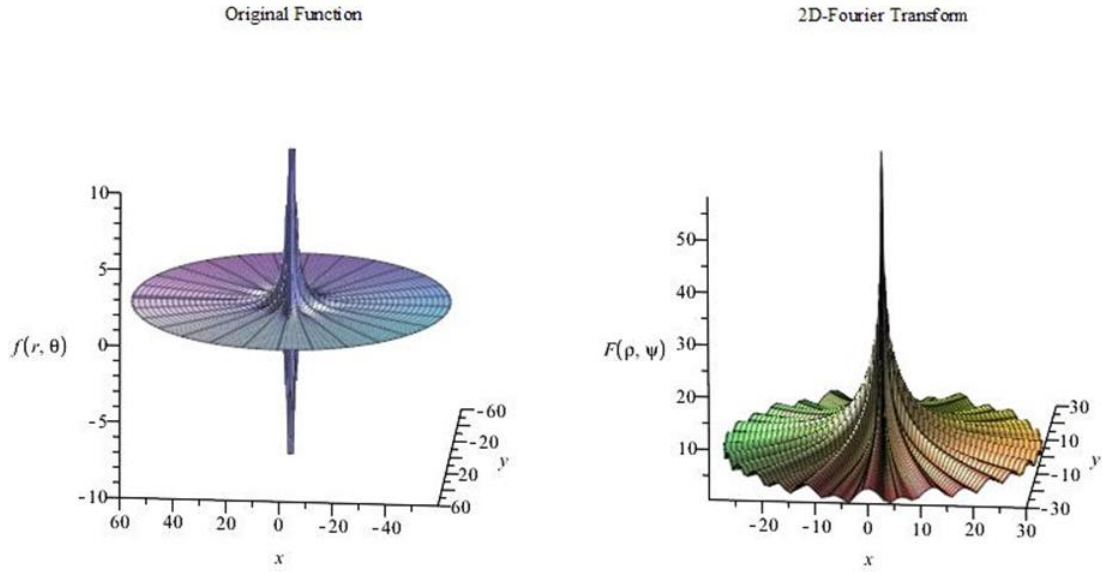 Original Function
10
5
0
-5
-10
f(r, θ)
60 40 20 0 -20 -40
x
-60
-20
20
60
y
2D-Fourier Transform
50
40
30
20
10
F(ρ, ψ)
-20 -10 0 10 20 30
x
30
10
-10
-30
y